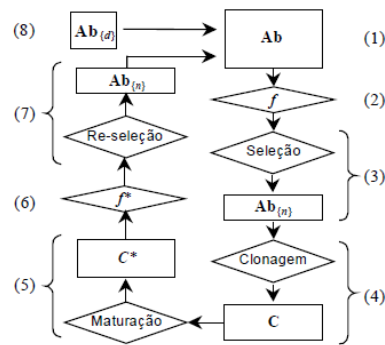 (8) Ab{d} Ab (1)
Ab{n}
f (2)
(7)
Re-seleção Seleção
(3)
(6) f* Ab{n}
C* Clonagem
(5) (4)
Maturação C